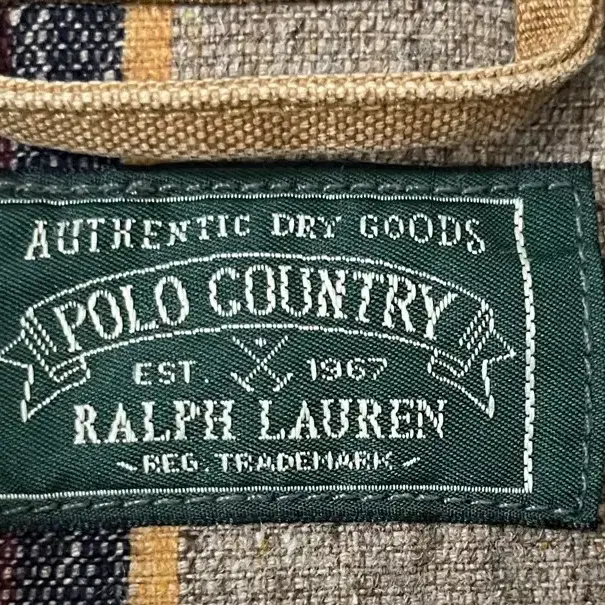 AUTHENTIC DRY GOODS
POLO COUNTRY
EST. 1967
RALPH LAUREN
REG. TRADEMARK